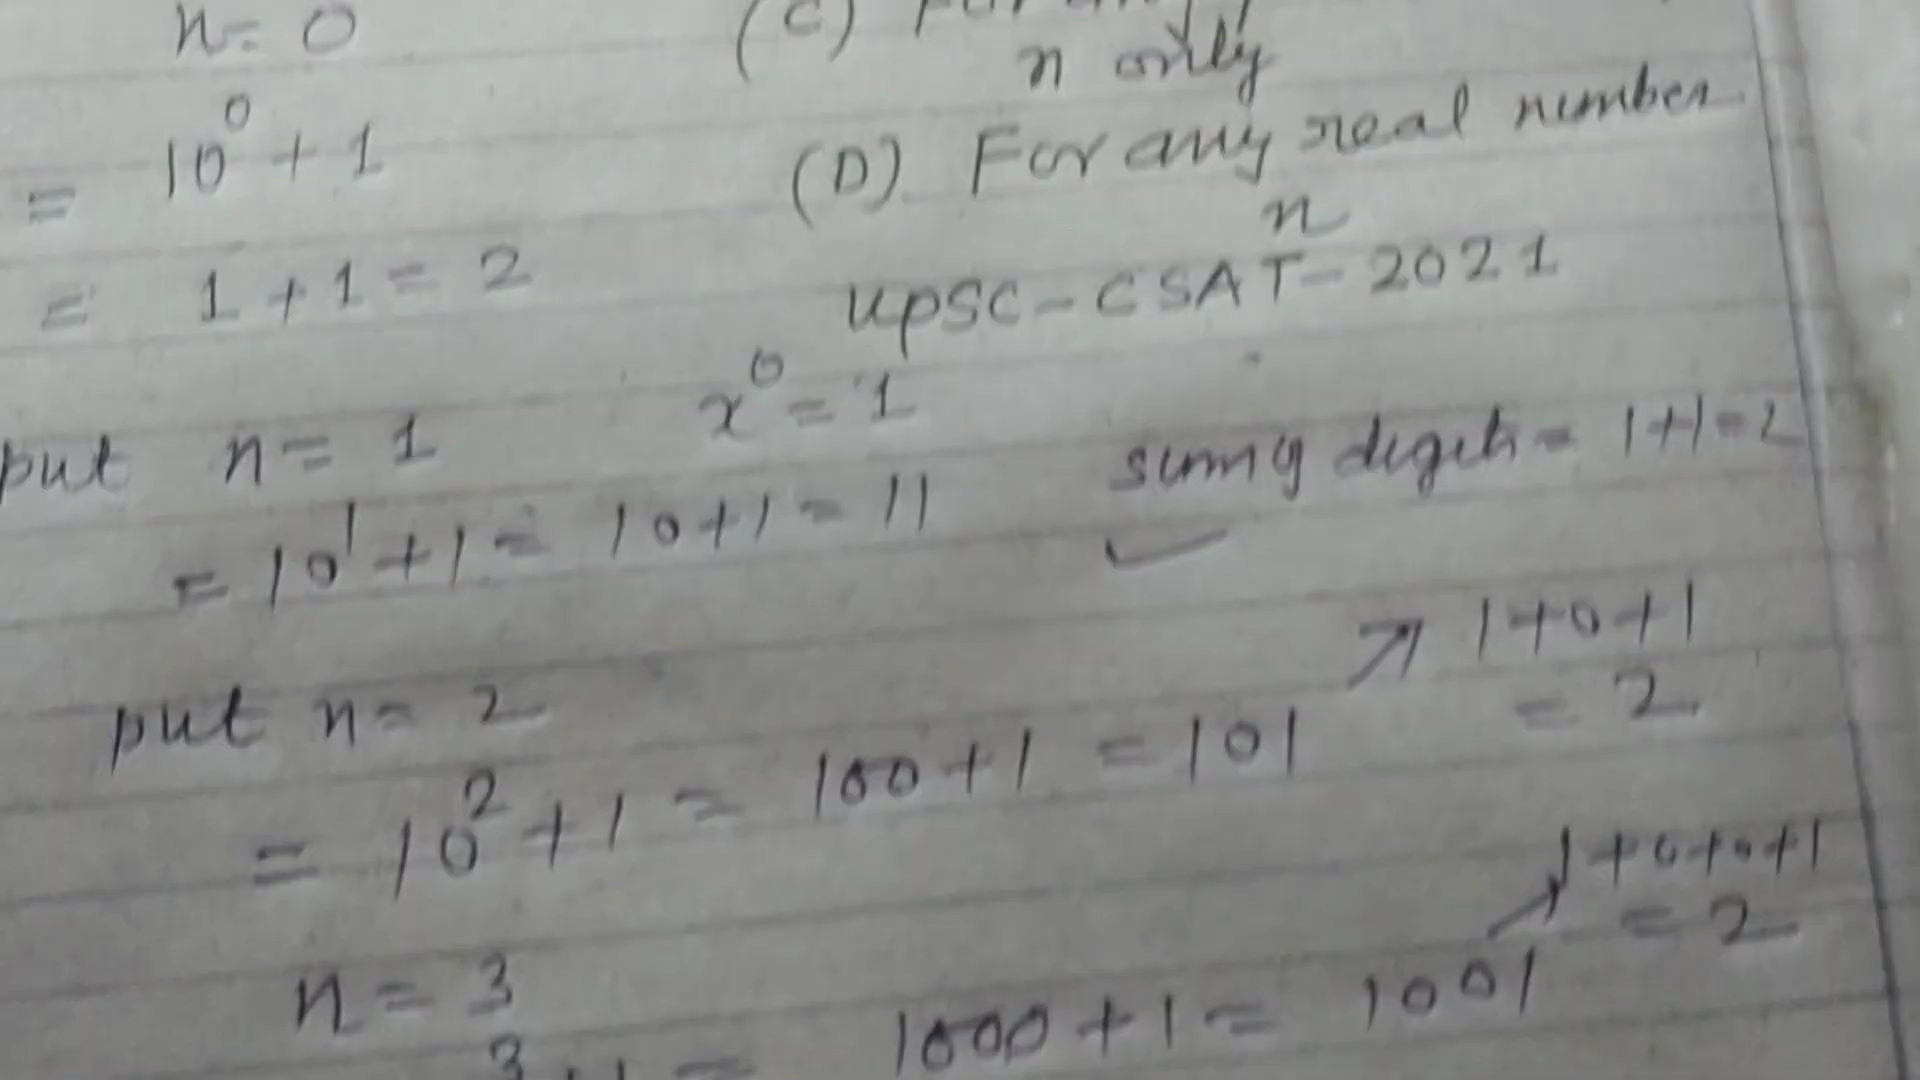 n = 0
(C)
n only
= 10⁰ + 1
(D) For any real number
n
= 1 + 1 = 2
UPSC - CSAT - 2021
x⁰ = 1
put n = 1
sum of digits = 1+1=2
= 10¹ + 1 = 10+1 = 11
put n = 2
1+0+1
= 2
= 10² + 1 = 100+1 = 101
1+0+0+1
= 2
n = 3
1000 + 1 = 1001